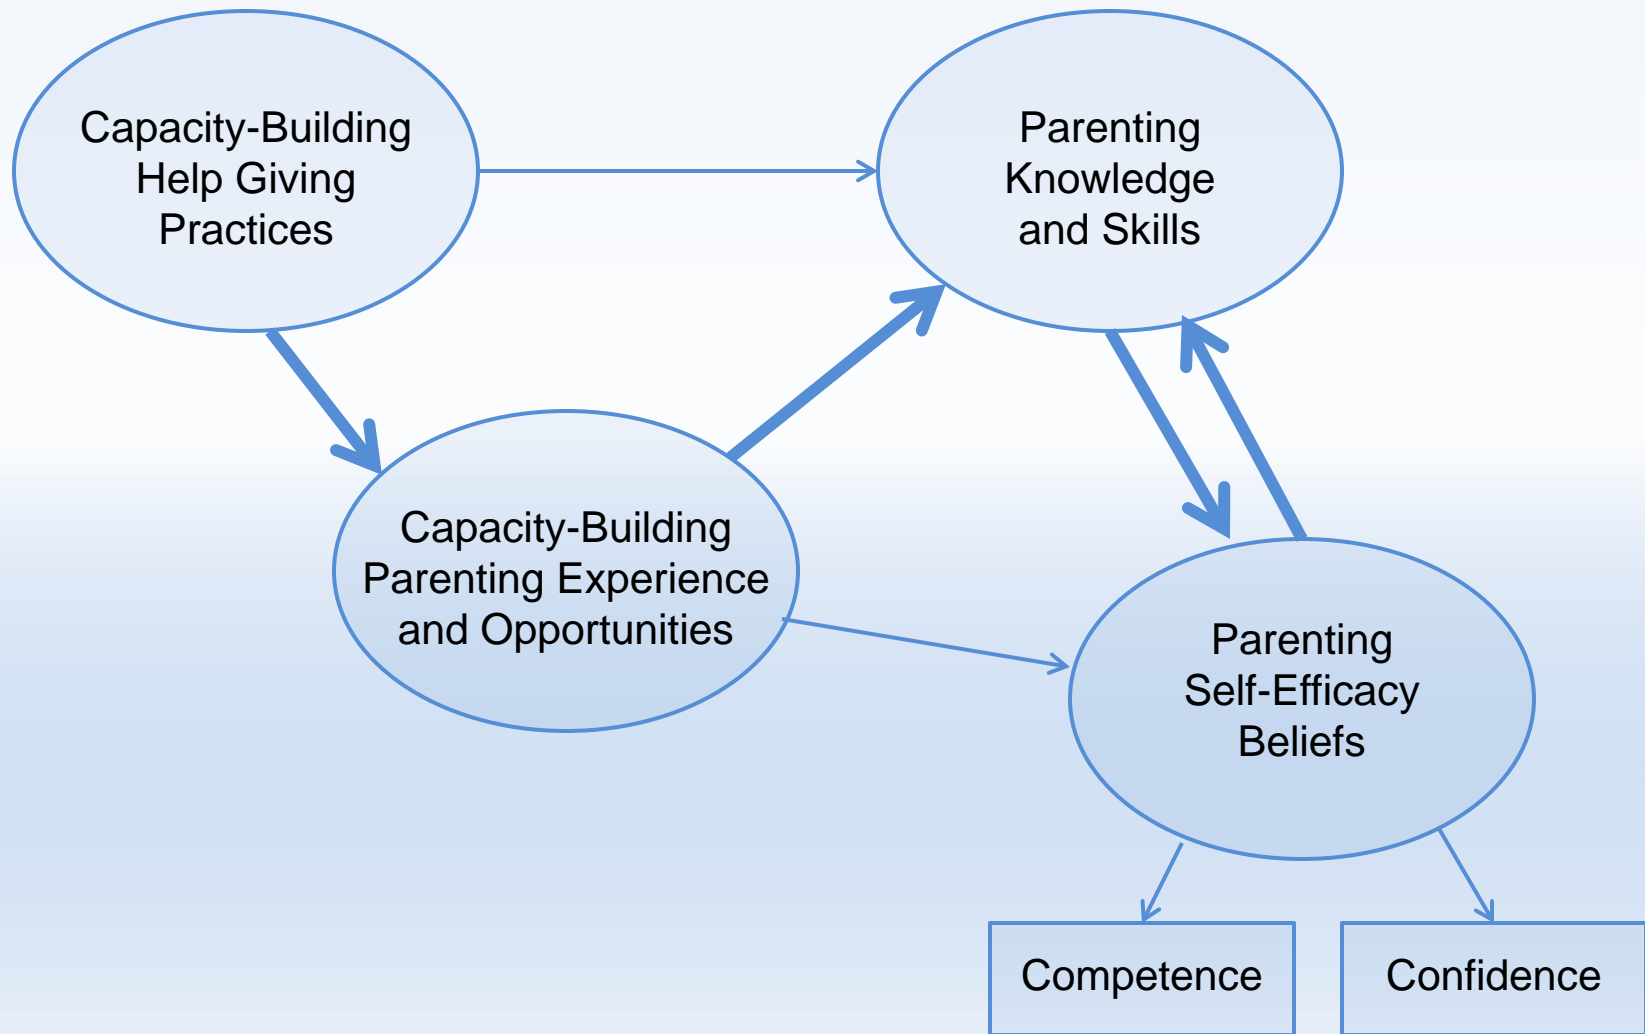 Capacity-Building
Help Giving
Practices
Parenting
Knowledge
and Skills
Capacity-Building
Parenting Experience
and Opportunities
Parenting
Self-Efficacy
Beliefs
Competence
Confidence